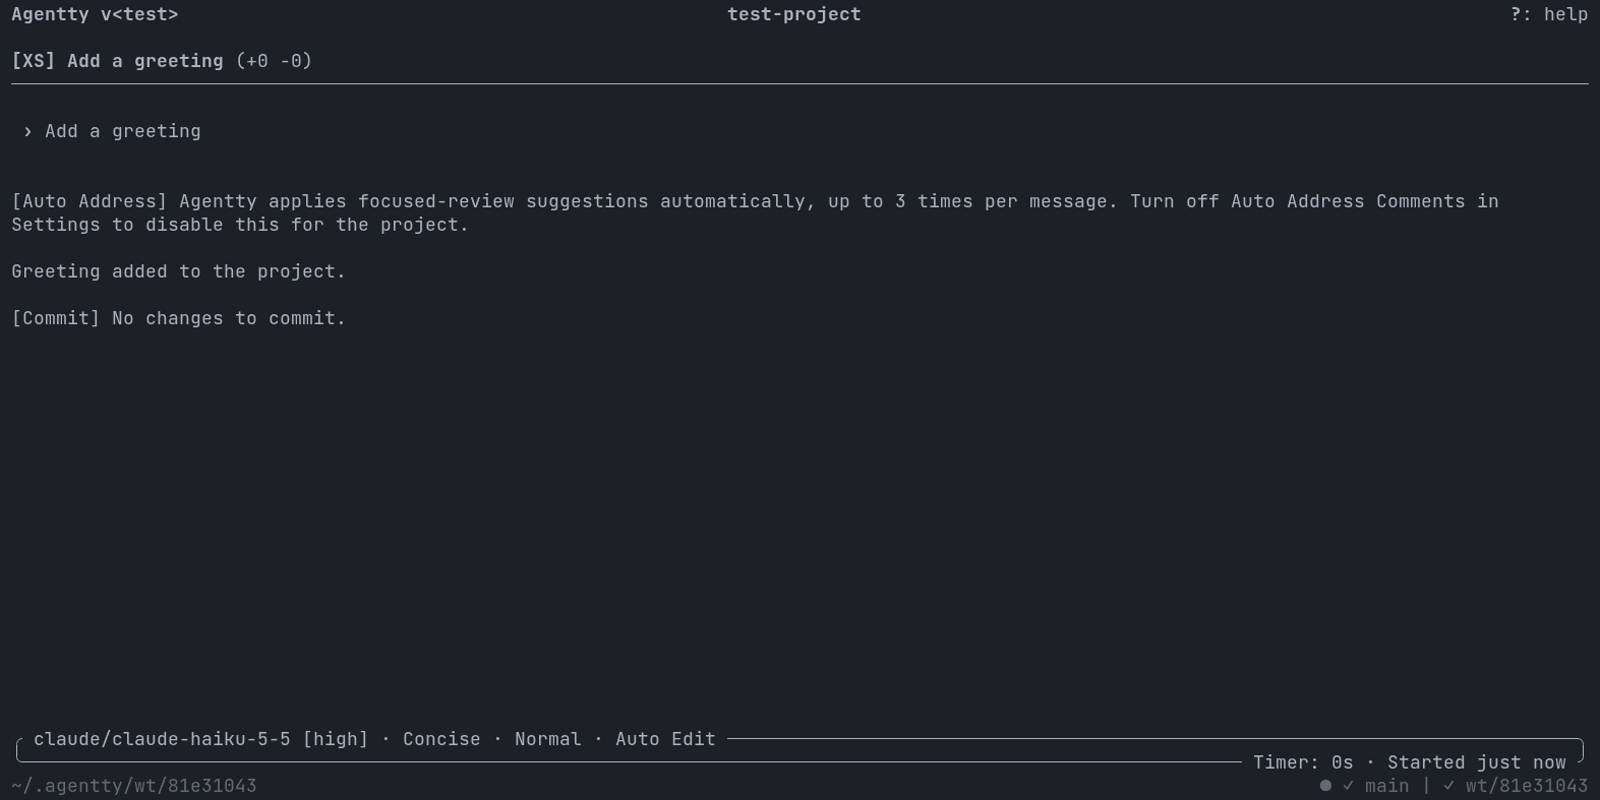 Agentty v<test> test-project ?: help
[XS] Add a greeting (+0 -0)
› Add a greeting
[Auto Address] Agentty applies focused-review suggestions automatically, up to 3 times per message. Turn off Auto Address Comments in
Settings to disable this for the project.
Greeting added to the project.
[Commit] No changes to commit.
claude/claude-haiku-5-5 [high] · Concise · Normal · Auto Edit
Timer: 0s · Started just now
~/.agentty/wt/81e31043 ● ✓ main | ✓ wt/81e31043